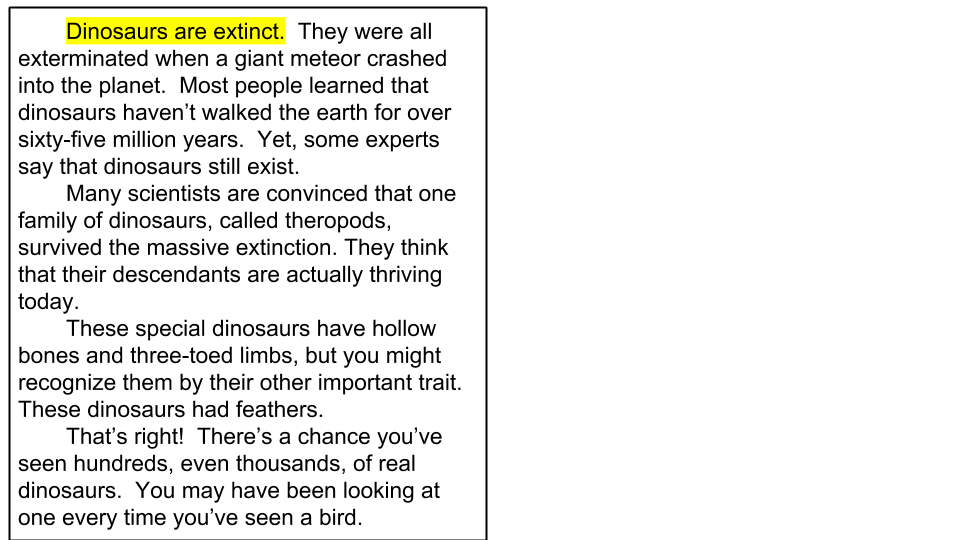 Dinosaurs are extinct.  They were all
exterminated when a giant meteor crashed
into the planet.  Most people learned that
dinosaurs haven’t walked the earth for over
sixty-five million years.  Yet, some experts
say that dinosaurs still exist.
Many scientists are convinced that one
family of dinosaurs, called theropods,
survived the massive extinction. They think
that their descendants are actually thriving
today.
These special dinosaurs have hollow
bones and three-toed limbs, but you might
recognize them by their other important trait.
These dinosaurs had feathers.
That’s right!  There’s a chance you’ve
seen hundreds, even thousands, of real
dinosaurs.  You may have been looking at
one every time you’ve seen a bird.